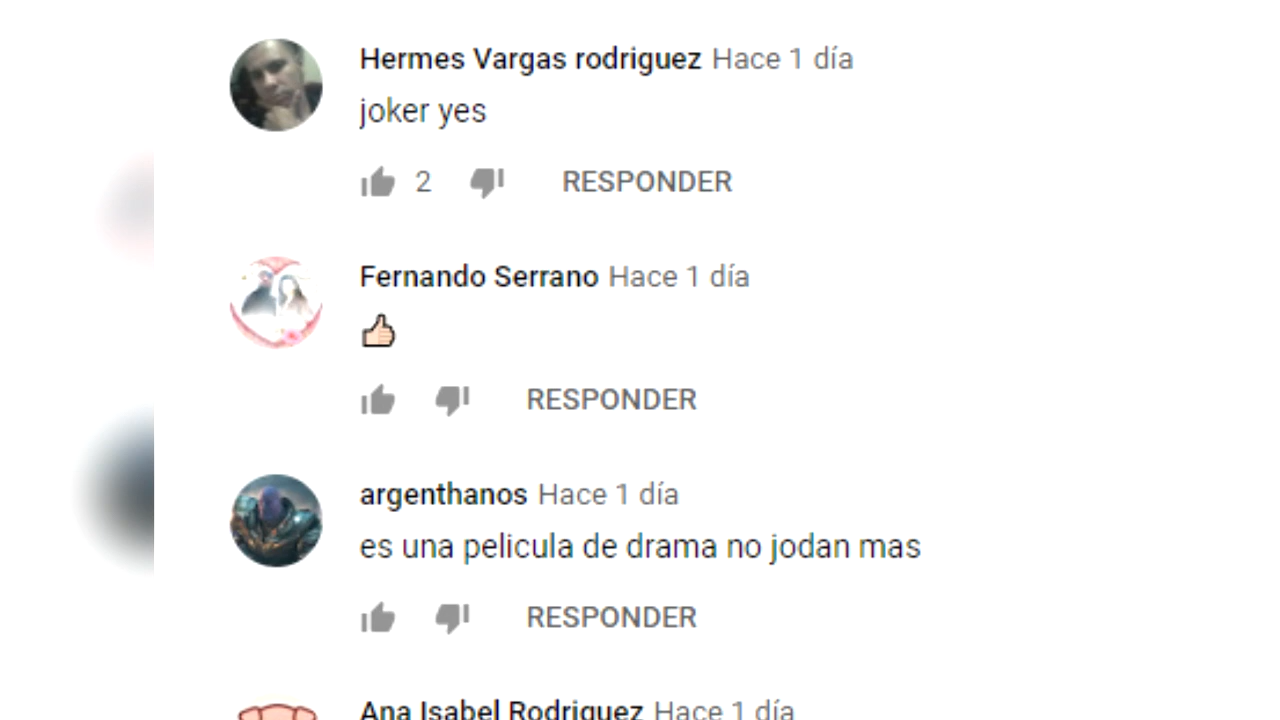 Hermes Vargas rodriguez Hace 1 día
joker yes
2 RESPONDER
Fernando Serrano Hace 1 día
👍🏻
RESPONDER
argenthanos Hace 1 día
es una pelicula de drama no jodan mas
RESPONDER
Ana Isabel Rodriguez Hace 1 día